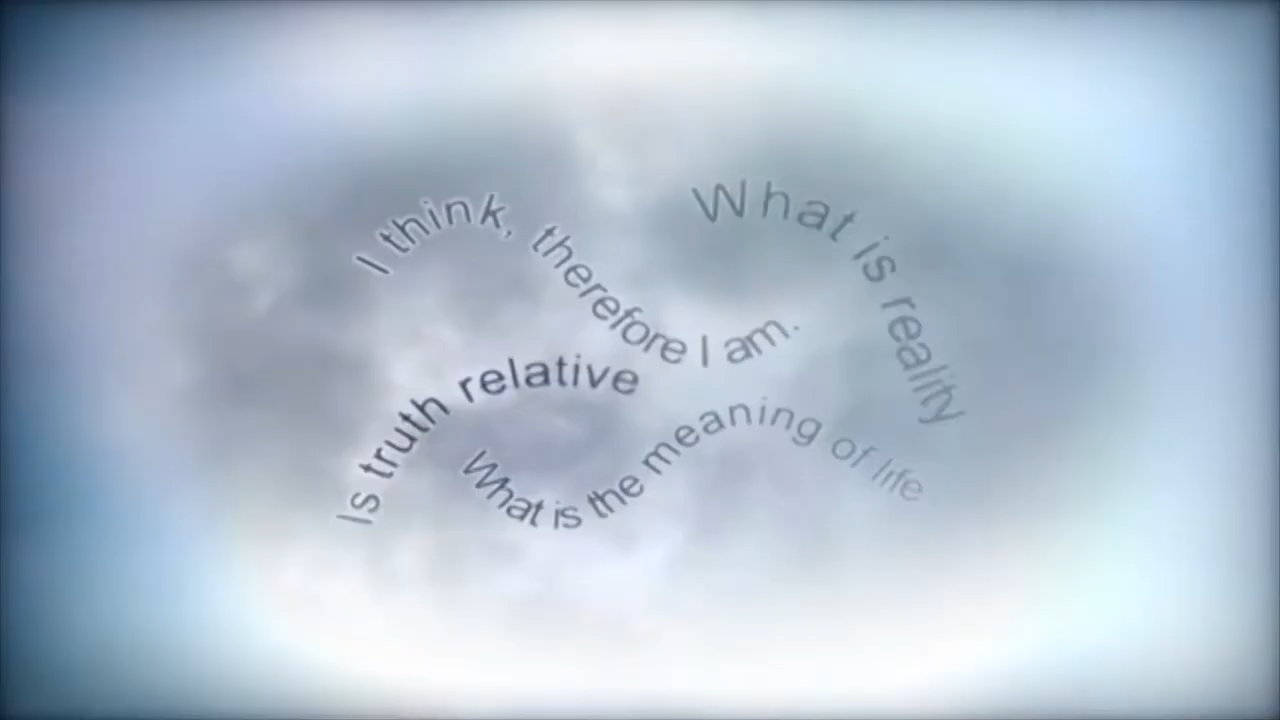 I think, therefore I am.
What is reality
Is truth relative
What is the meaning of life